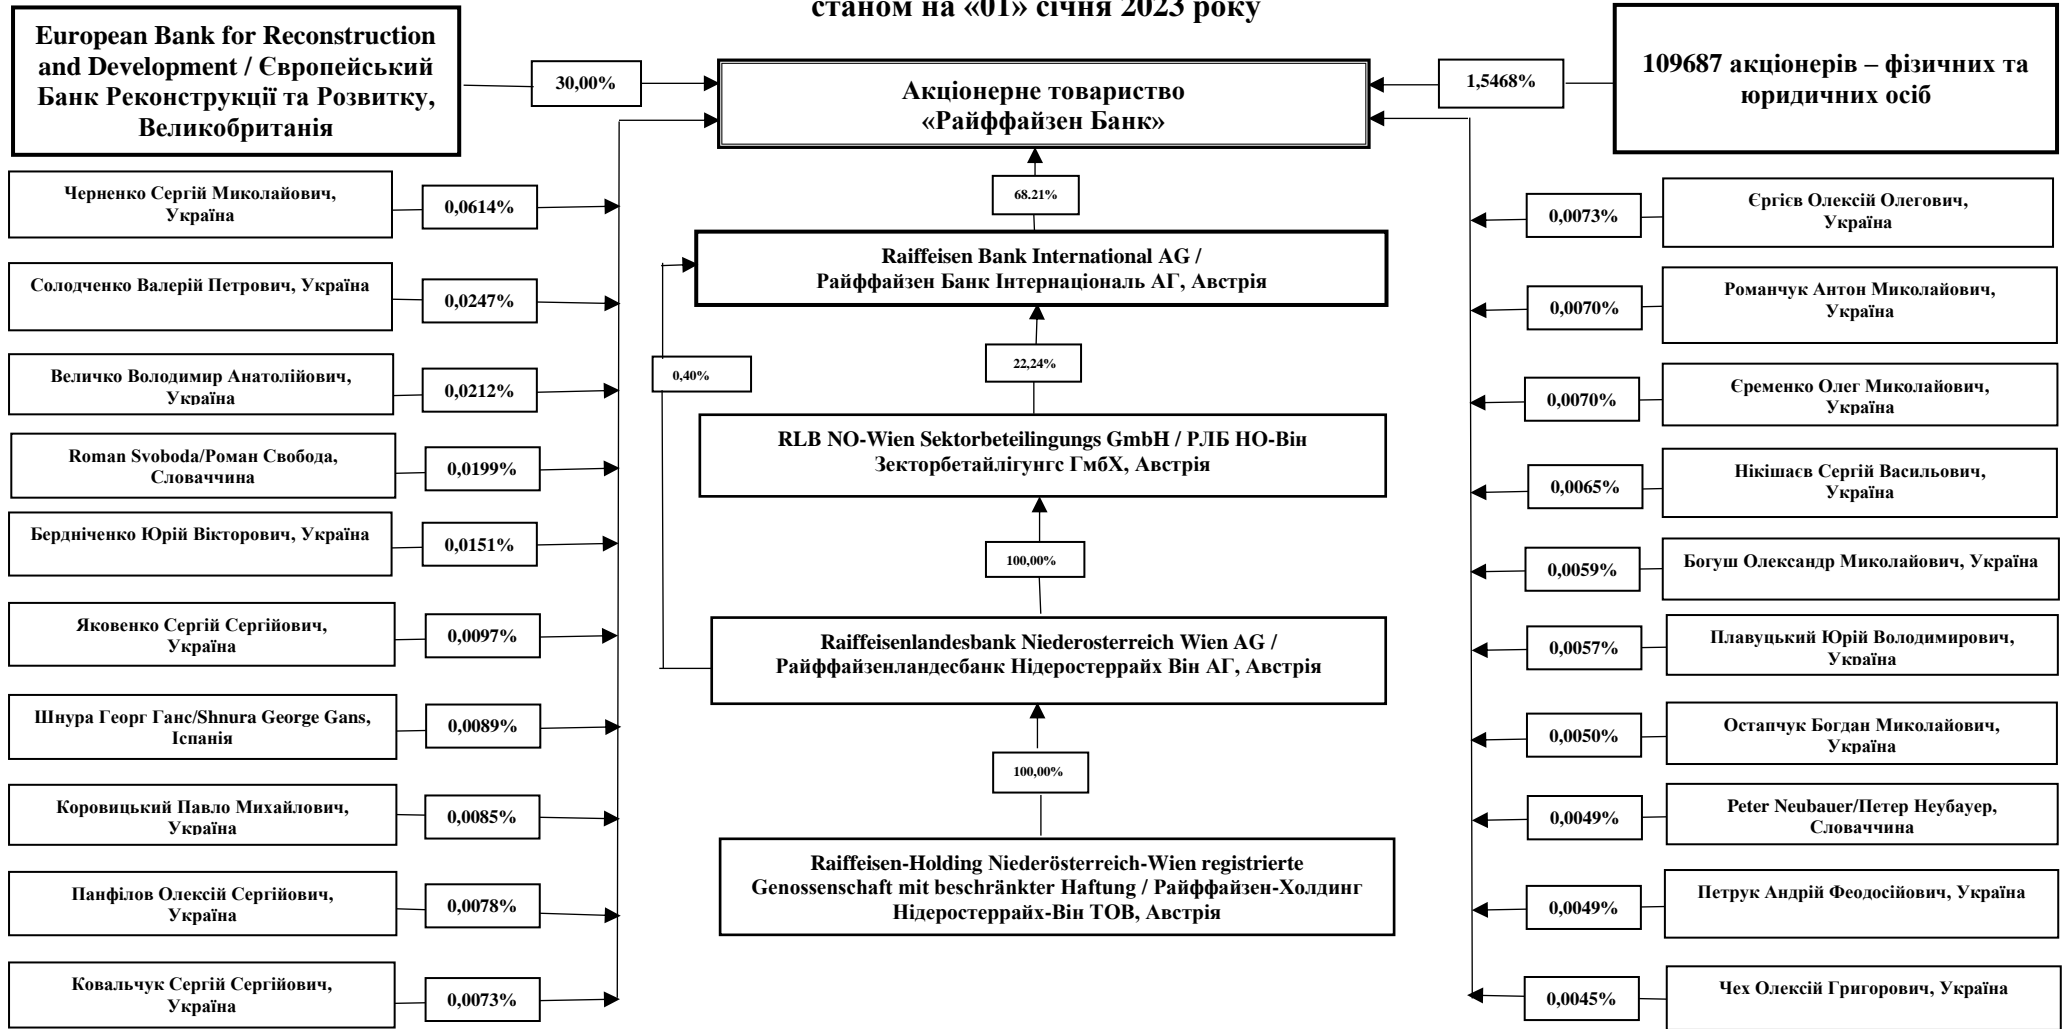 станом на «01» січня 2023 року
European Bank for Reconstruction
and Development / Європейський
Банк Реконструкції та Розвитку,
Великобританія
30,00%
Акціонерне товариство
«Райффайзен Банк»
1,5468%
109687 акціонерів – фізичних та
юридичних осіб
68.21%
Raiffeisen Bank International AG /
Райффайзен Банк Інтернаціональ АГ, Австрія
22,24%
0,40%
RLB NO-Wien Sektorbeteilingungs GmbH / РЛБ НО-Він
Зекторбетайлігунгс ГмбХ, Австрія
100,00%
Raiffeisenlandesbank Niederosterreich Wien AG /
Райффайзенландесбанк Нідеростеррайх Він АГ, Австрія
100,00%
Raiffeisen-Holding Niederösterreich-Wien registrierte
Genossenschaft mit beschränkter Haftung / Райффайзен-Холдинг
Нідеростеррайх-Він ТОВ, Австрія
Черненко Сергій Миколайович,
Україна
0,0614%
Солодченко Валерій Петрович, Україна
0,0247%
Величко Володимир Анатолійович,
Україна
0,0212%
Roman Svoboda/Роман Свобода,
Словаччина
0,0199%
Бердніченко Юрій Вікторович, Україна
0,0151%
Яковенко Сергій Сергійович,
Україна
0,0097%
Шнура Георг Ганс/Shnura George Gans,
Іспанія
0,0089%
Коровицький Павло Михайлович,
Україна
0,0085%
Панфілов Олексій Сергійович,
Україна
0,0078%
Ковальчук Сергій Сергійович,
Україна
0,0073%
0,0073%
Єргієв Олексій Олегович,
Україна
0,0070%
Романчук Антон Миколайович,
Україна
0,0070%
Єременко Олег Миколайович,
Україна
0,0065%
Нікішаєв Сергій Васильович,
Україна
0,0059%
Богуш Олександр Миколайович, Україна
0,0057%
Плавуцький Юрій Володимирович,
Україна
0,0050%
Остапчук Богдан Миколайович,
Україна
0,0049%
Peter Neubauer/Петер Неубауер,
Словаччина
0,0049%
Петрук Андрій Феодосійович, Україна
0,0045%
Чех Олексій Григорович, Україна